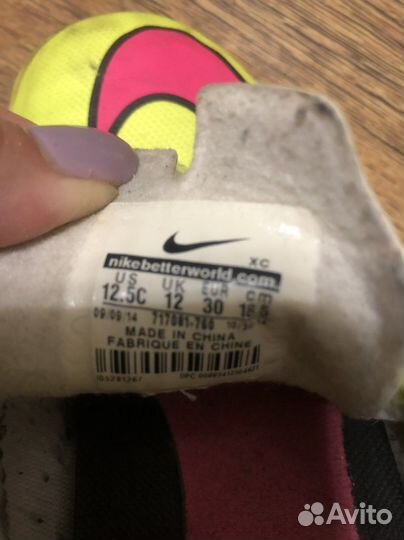 XC
nikebetterworld.com
US UK EUR cm
12.5C 12 30 18.5
09/09/14 717081-760
MADE IN CHINA
FABRIQUE EN CHINE
Avito